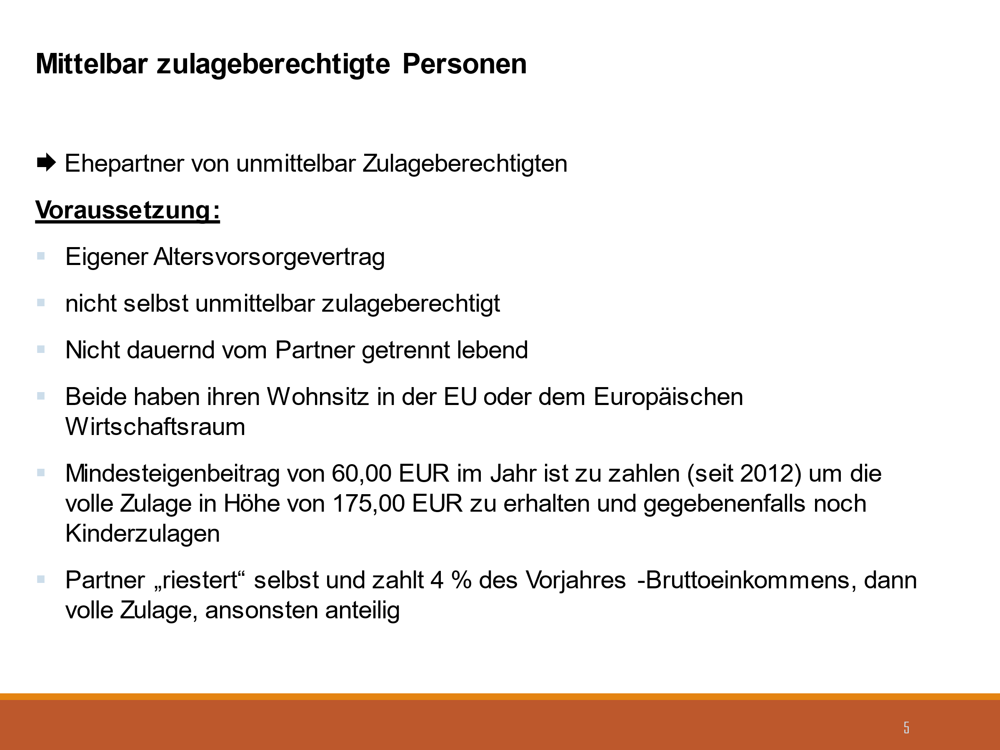 Mittelbar zulageberechtigte Personen
Ehepartner von unmittelbar Zulageberechtigten
Voraussetzung:
Eigener Altersvorsorgevertrag
nicht selbst unmittelbar zulageberechtigt
Nicht dauernd vom Partner getrennt lebend
Beide haben ihren Wohnsitz in der EU oder dem Europäischen
Wirtschaftsraum
Mindesteigenbeitrag von 60,00 EUR im Jahr ist zu zahlen (seit 2012) um die
volle Zulage in Höhe von 175,00 EUR zu erhalten und gegebenenfalls noch
Kinderzulagen
Partner „riestert“ selbst und zahlt 4 % des Vorjahres -Bruttoeinkommens, dann
volle Zulage, ansonsten anteilig
5